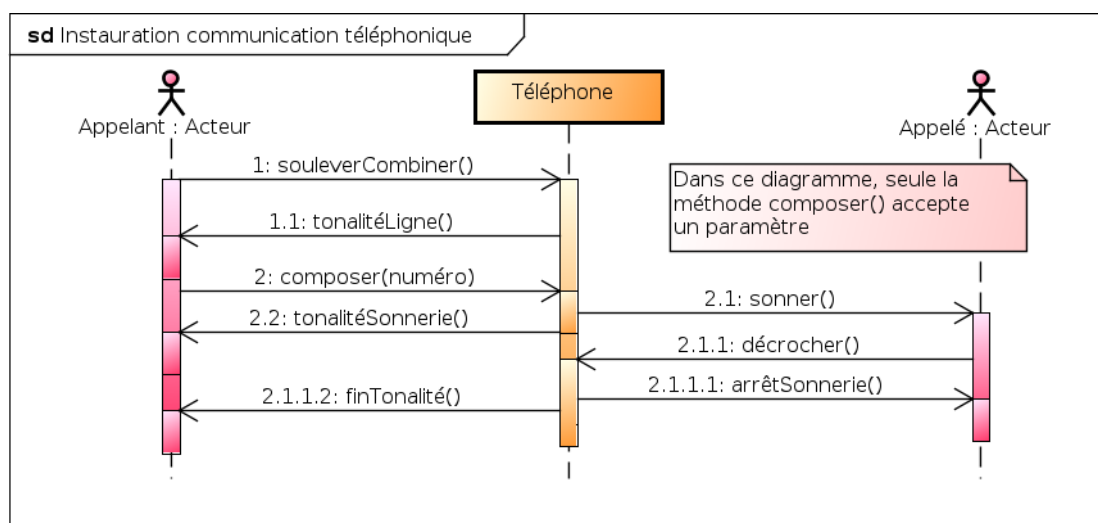 sd Instauration communication téléphonique
Téléphone
Appelant : Acteur
Appelé : Acteur
1: souleverCombiner()
Dans ce diagramme, seule la
méthode composer() accepte
un paramètre
1.1: tonalitéLigne()
2: composer(numéro)
2.1: sonner()
2.2: tonalitéSonnerie()
2.1.1: décrocher()
2.1.1.1: arrêtSonnerie()
2.1.1.2: finTonalité()